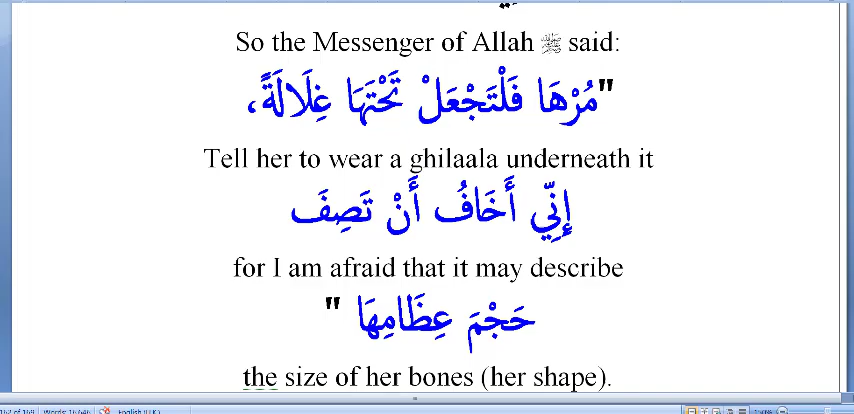 So the Messenger of Allah ﷺ said:
"مُرْهَا فَلْتَجْعَلْ تَحْتَهَا غِلَالَةً،
Tell her to wear a ghilaala underneath it
إِنِّي أَخَافُ أَنْ تَصِفَ
for I am afraid that it may describe
حَجْمَ عِظَامِهَا "
the size of her bones (her shape).